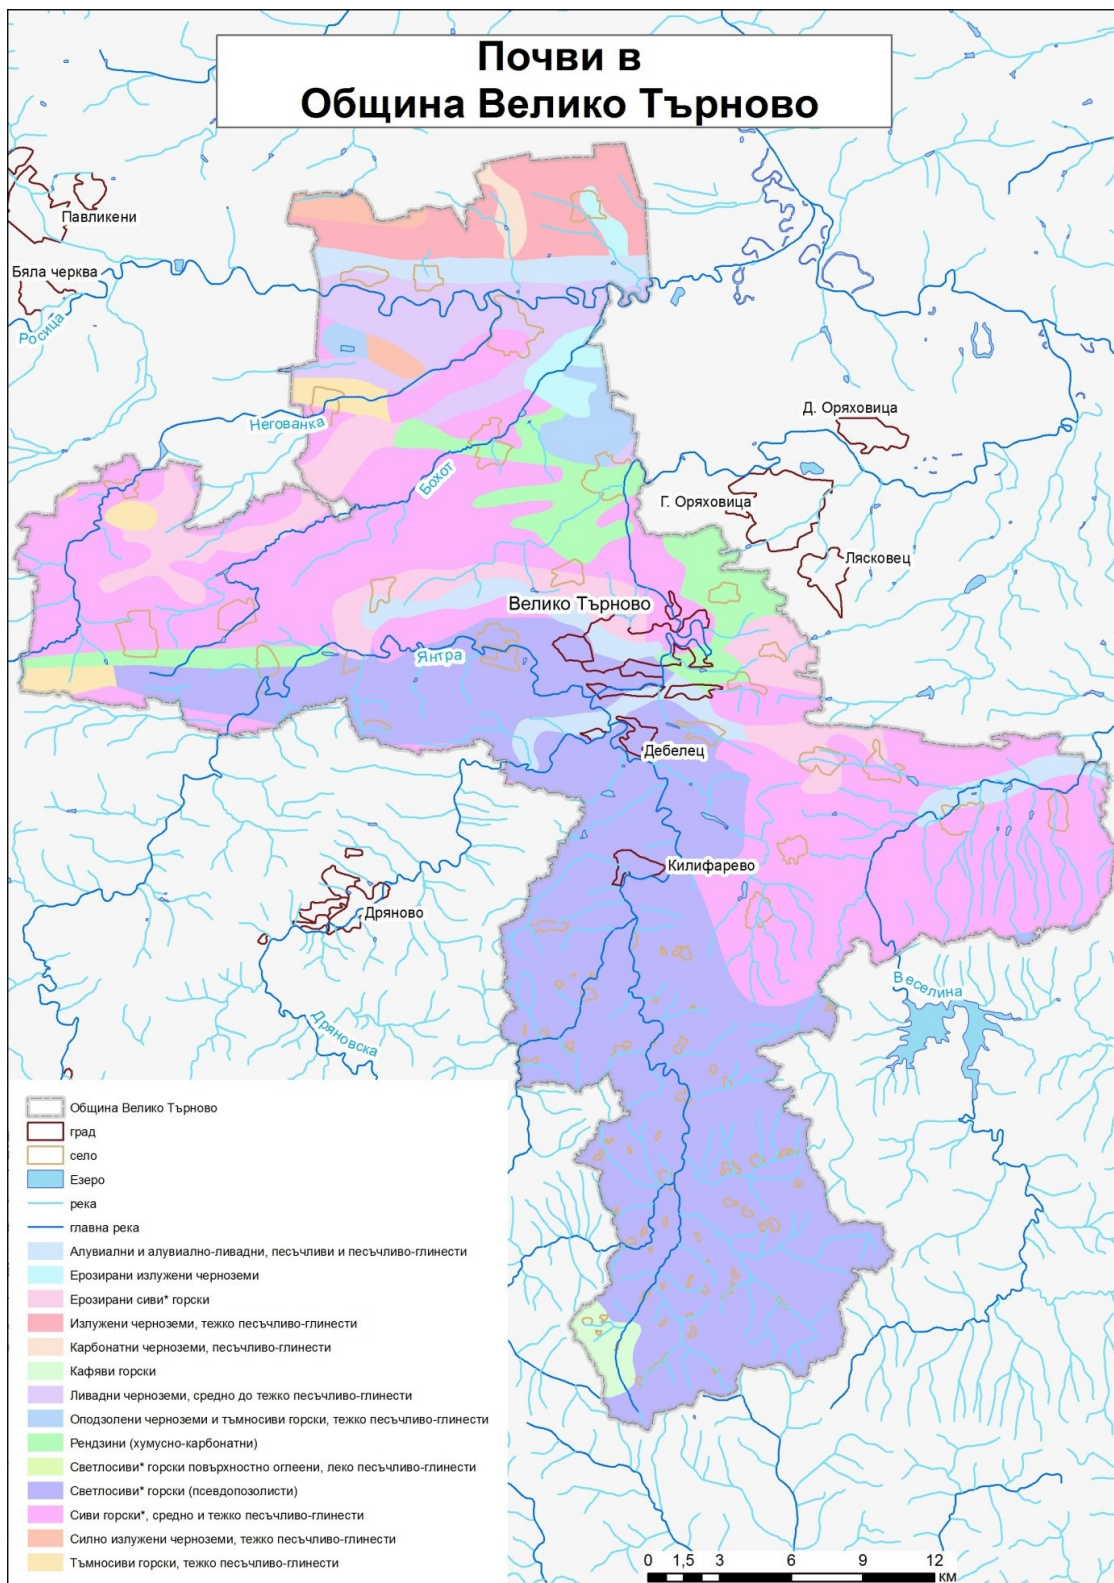 Почви в
Община Велико Търново
Павликени
Бяла черква
Росица
Негованка
Бохот
Д. Оряховица
Г. Оряховица
Лясковец
Велико Търново
Янтра
Дебелец
Килифарево
Дряново
Веселина
Дряновска
Община Велико Търново
град
село
Езеро
река
главна река
Алувиални и алувиално-ливадни, песъчливи и песъчливо-глинести
Ерозирани излужени черноземи
Ерозирани сиви* горски
Излужени черноземи, тежко песъчливо-глинести
Карбонатни черноземи, песъчливо-глинести
Кафяви горски
Ливадни черноземи, средно до тежко песъчливо-глинести
Оподзолени черноземи и тъмносиви горски, тежко песъчливо-глинести
Рендзини (хумусно-карбонатни)
Светлосиви* горски повърхностно оглеени, леко песъчливо-глинести
Светлосиви* горски (псевдопозолисти)
Сиви горски*, средно и тежко песъчливо-глинести
Силно излужени черноземи, тежко песъчливо-глинести
Тъмносиви горски, тежко песъчливо-глинести
0 1,5 3 6 9 12
км